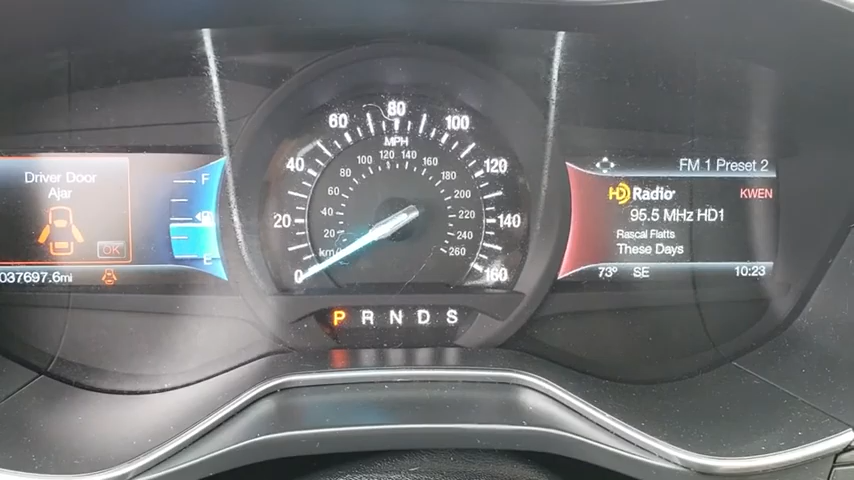 Driver Door
Ajar
OK
037697.6mi
F
E
0
20
40
60
80
100
120
140
160
MPH
km/h
20
40
60
80
100
120
140
160
180
200
220
240
260
P R N D S
FM 1 Preset 2
HD Radio
KWEN
95.5 MHz HD1
Rascal Flatts
These Days
73° SE 10:23